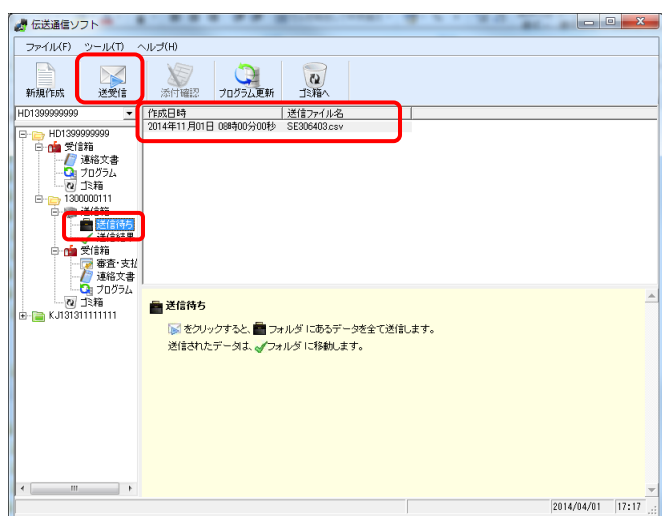 伝送通信ソフト
ファイル(F) ツール(T) ヘルプ(H)
新規作成 送受信 添付確認 プログラム更新 ゴミ箱へ
HD1399999999
作成日時 送信ファイル名
2014年11月01日 08時00分00秒 SE306403.csv
HD1399999999
受信箱
連絡文書
プログラム
ゴミ箱
1300000111
送信箱
送信待ち
送信結果
受信箱
審査・支払
連絡文書
プログラム
ゴミ箱
KJ131311111111
送信待ち
をクリックすると、 フォルダにあるデータを全て送信します。
送信されたデータは、 フォルダに移動します。
2014/04/01 17:17